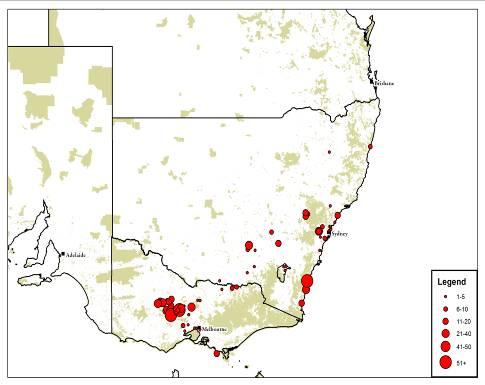 Brisbane
Sydney
Adelaide
Melbourne
Legend
1-5
6-10
11-20
21-40
41-50
51+